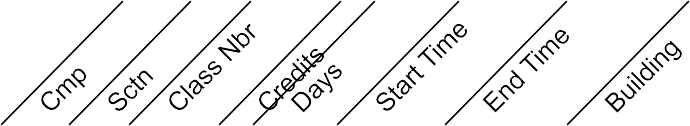 Cmp
Sctn
Class Nbr
Credits
Days
Start Time
End Time
Building